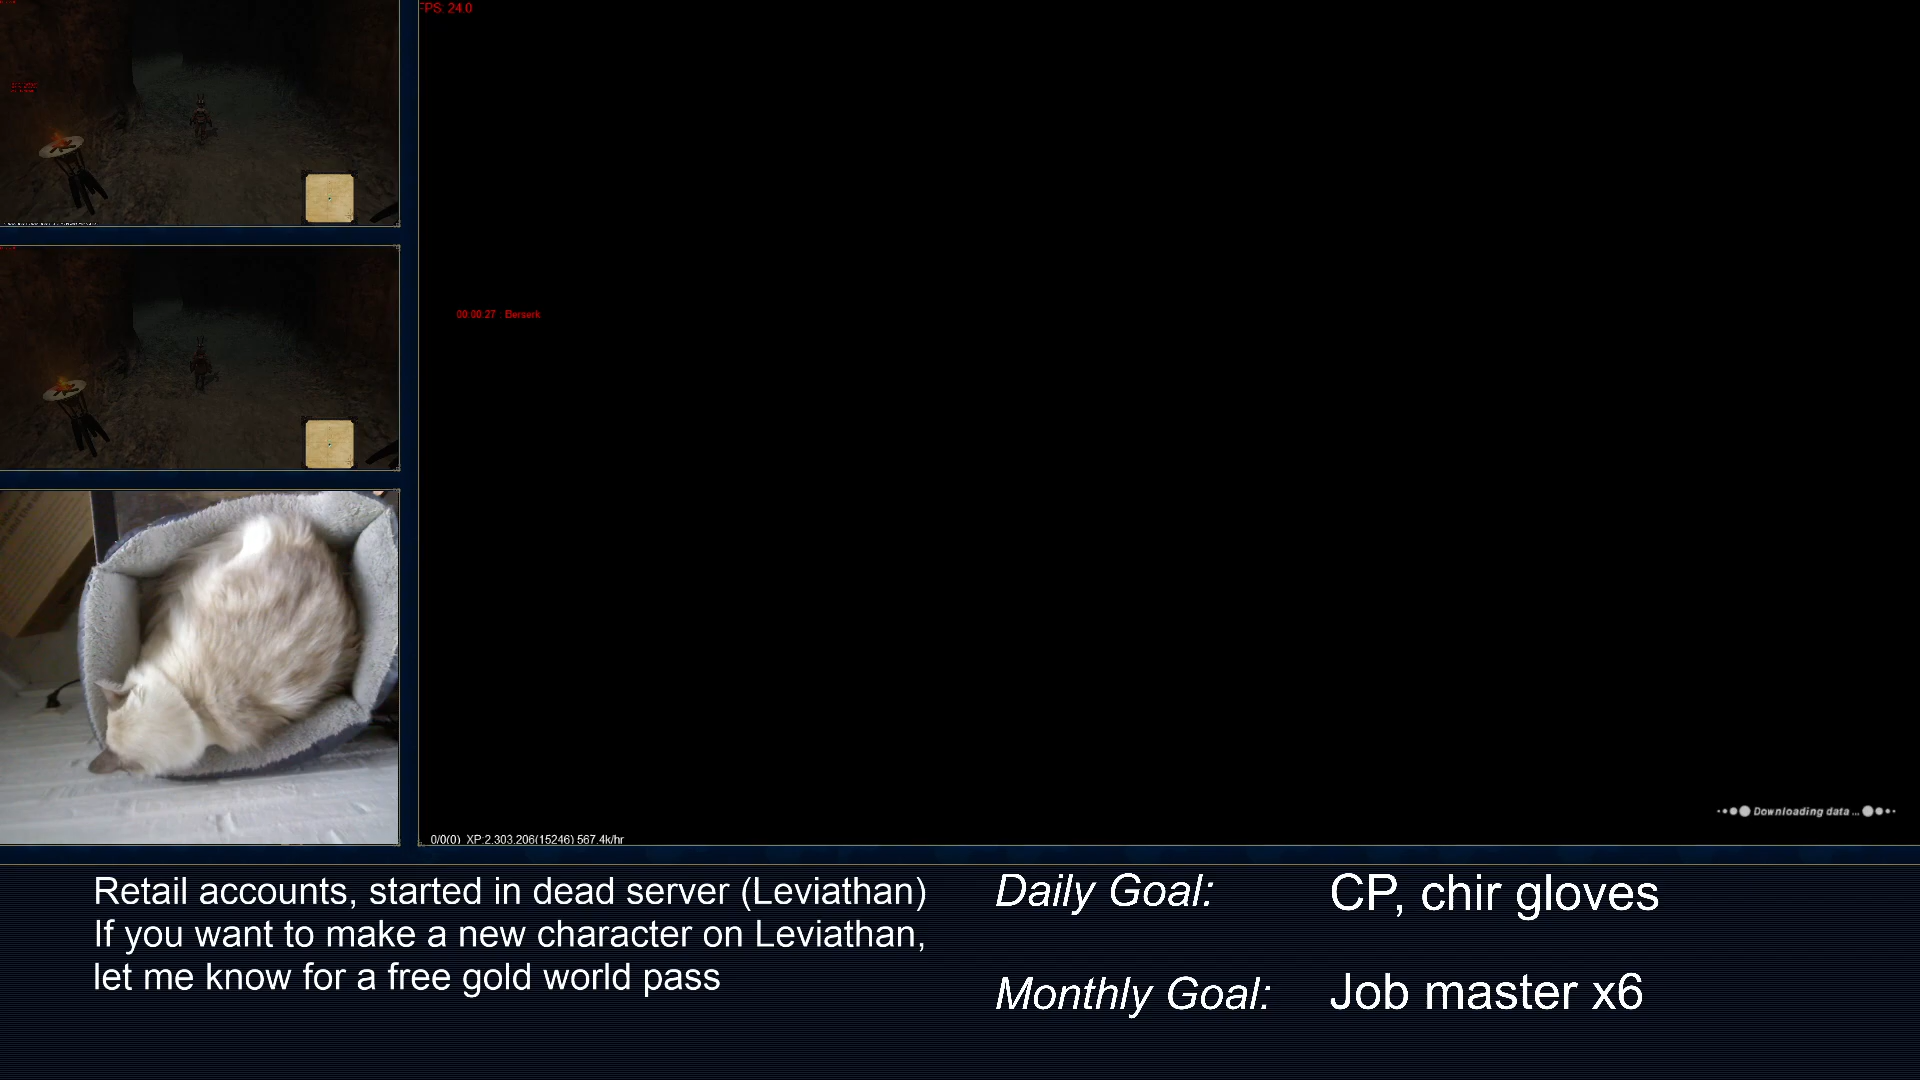 FPS: 24.0
00:00:27 : Berserk
Downloading data ...
0/0(0) XP:2,303,206(15246) 567.4k/hr
Retail accounts, started in dead server (Leviathan)
If you want to make a new character on Leviathan,
let me know for a free gold world pass
Daily Goal: CP, chir gloves
Monthly Goal: Job master x6